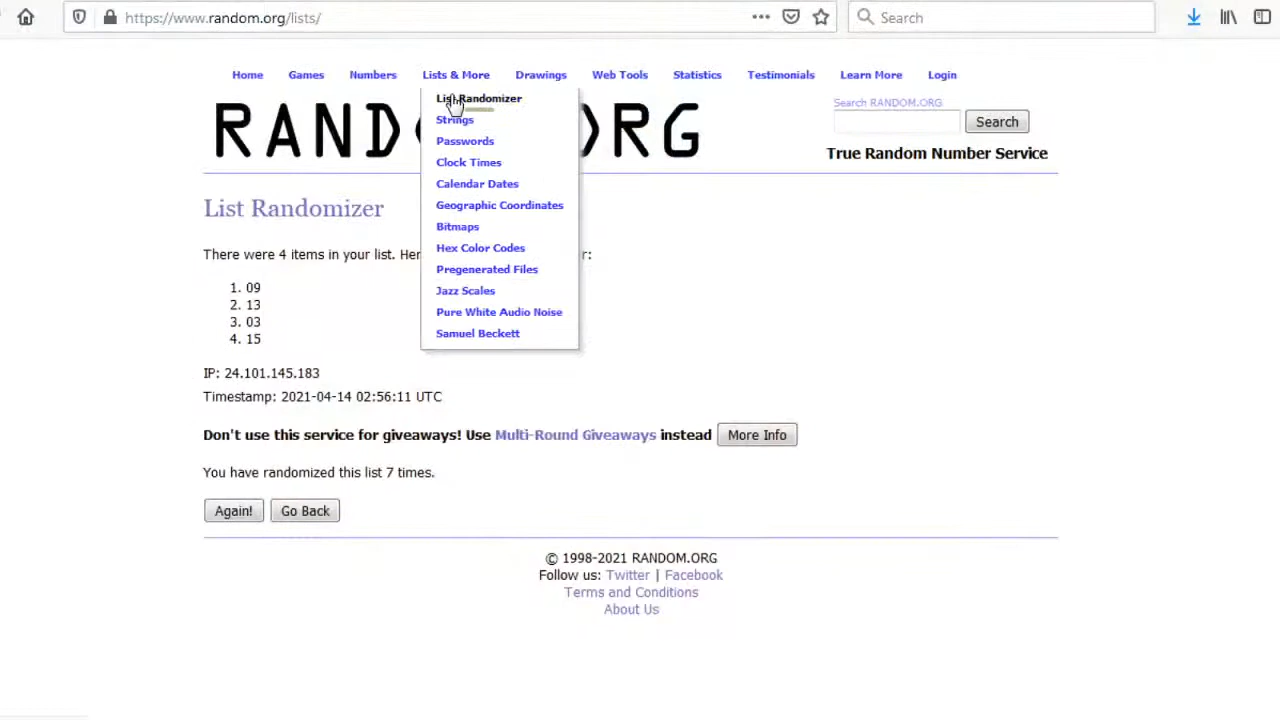 https://www.random.org/lists/
Search
Home Games Numbers Lists & More Drawings Web Tools Statistics Testimonials Learn More Login
List Randomizer
Strings
Passwords
Clock Times
Calendar Dates
Geographic Coordinates
Bitmaps
Hex Color Codes
Pregenerated Files
Jazz Scales
Pure White Audio Noise
Samuel Beckett
RAND RG
Search RANDOM.ORG
Search
True Random Number Service
List Randomizer
There were 4 items in your list. Her r:
1. 09
2. 13
3. 03
4. 15
IP: 24.101.145.183
Timestamp: 2021-04-14 02:56:11 UTC
Don't use this service for giveaways! Use Multi-Round Giveaways instead More Info
You have randomized this list 7 times.
Again! Go Back
© 1998-2021 RANDOM.ORG
Follow us: Twitter | Facebook
Terms and Conditions
About Us